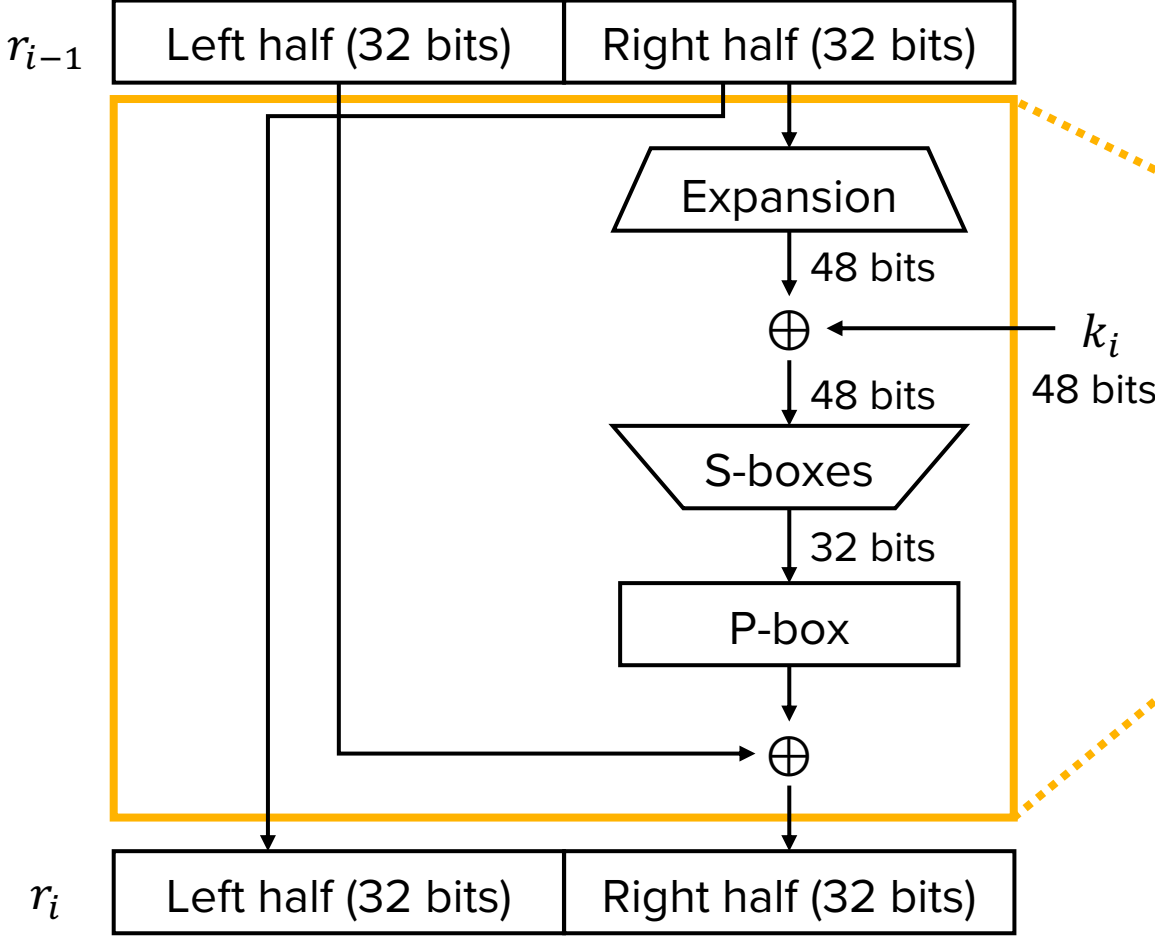 r_{i-1} Left half (32 bits) Right half (32 bits)
Expansion
48 bits
k_i
48 bits
48 bits
S-boxes
32 bits
P-box
r_i Left half (32 bits) Right half (32 bits)